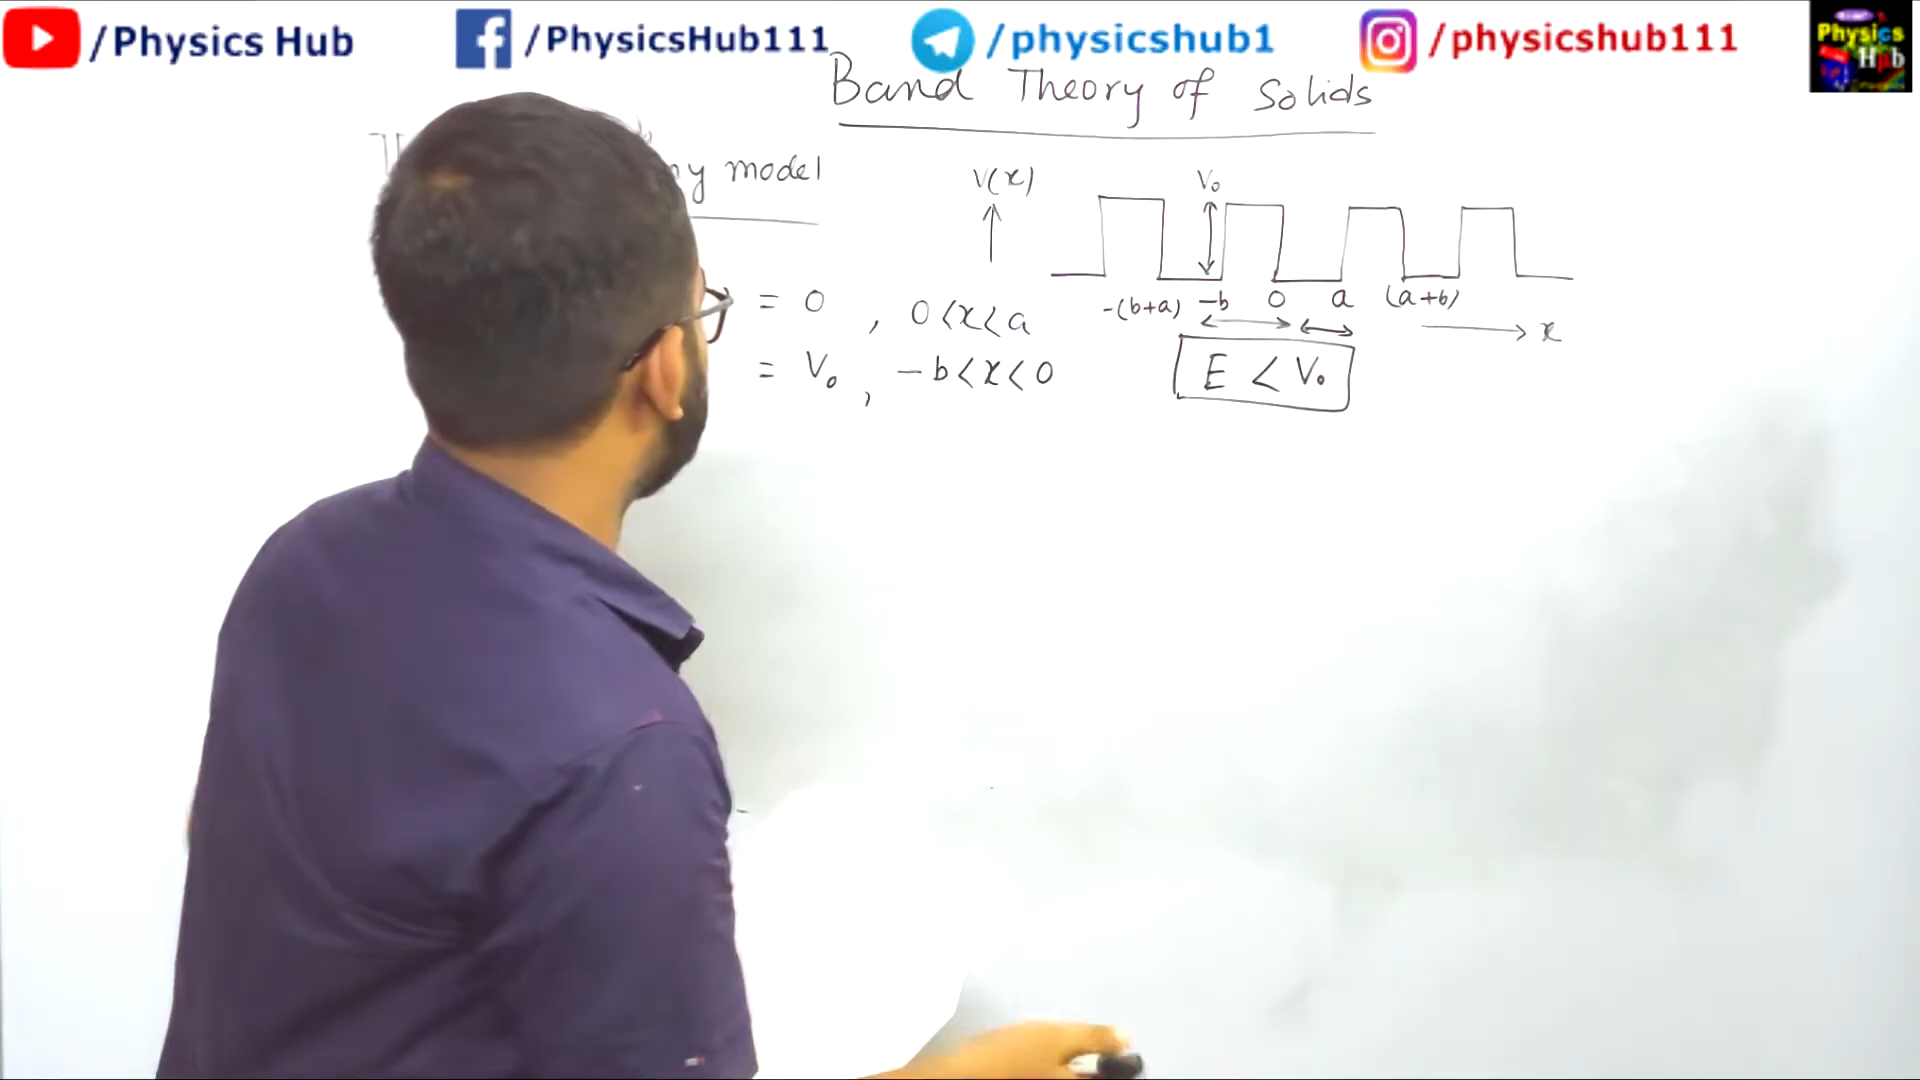 /Physics Hub /PhysicsHub111 /physicshub1 /physicshub111 Physics Hub
Band Theory of Solids
model
V(x) V₀
= 0 , 0<x<a
= V₀ , -b<x<0
-(b+a) -b 0 a (a+b)
x
E < V₀